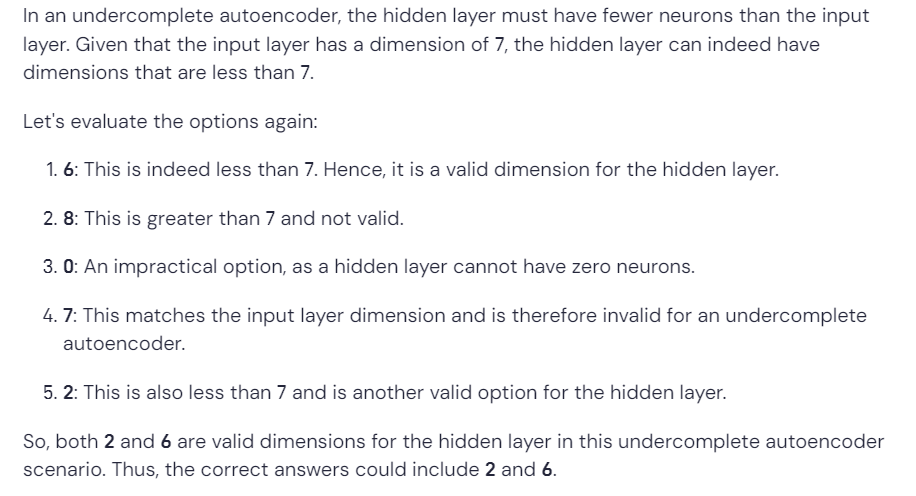 In an undercomplete autoencoder, the hidden layer must have fewer neurons than the input
layer. Given that the input layer has a dimension of 7, the hidden layer can indeed have
dimensions that are less than 7.
Let's evaluate the options again:
1. 6: This is indeed less than 7. Hence, it is a valid dimension for the hidden layer.
2. 8: This is greater than 7 and not valid.
3. 0: An impractical option, as a hidden layer cannot have zero neurons.
4. 7: This matches the input layer dimension and is therefore invalid for an undercomplete
autoencoder.
5. 2: This is also less than 7 and is another valid option for the hidden layer.
So, both 2 and 6 are valid dimensions for the hidden layer in this undercomplete autoencoder
scenario. Thus, the correct answers could include 2 and 6.